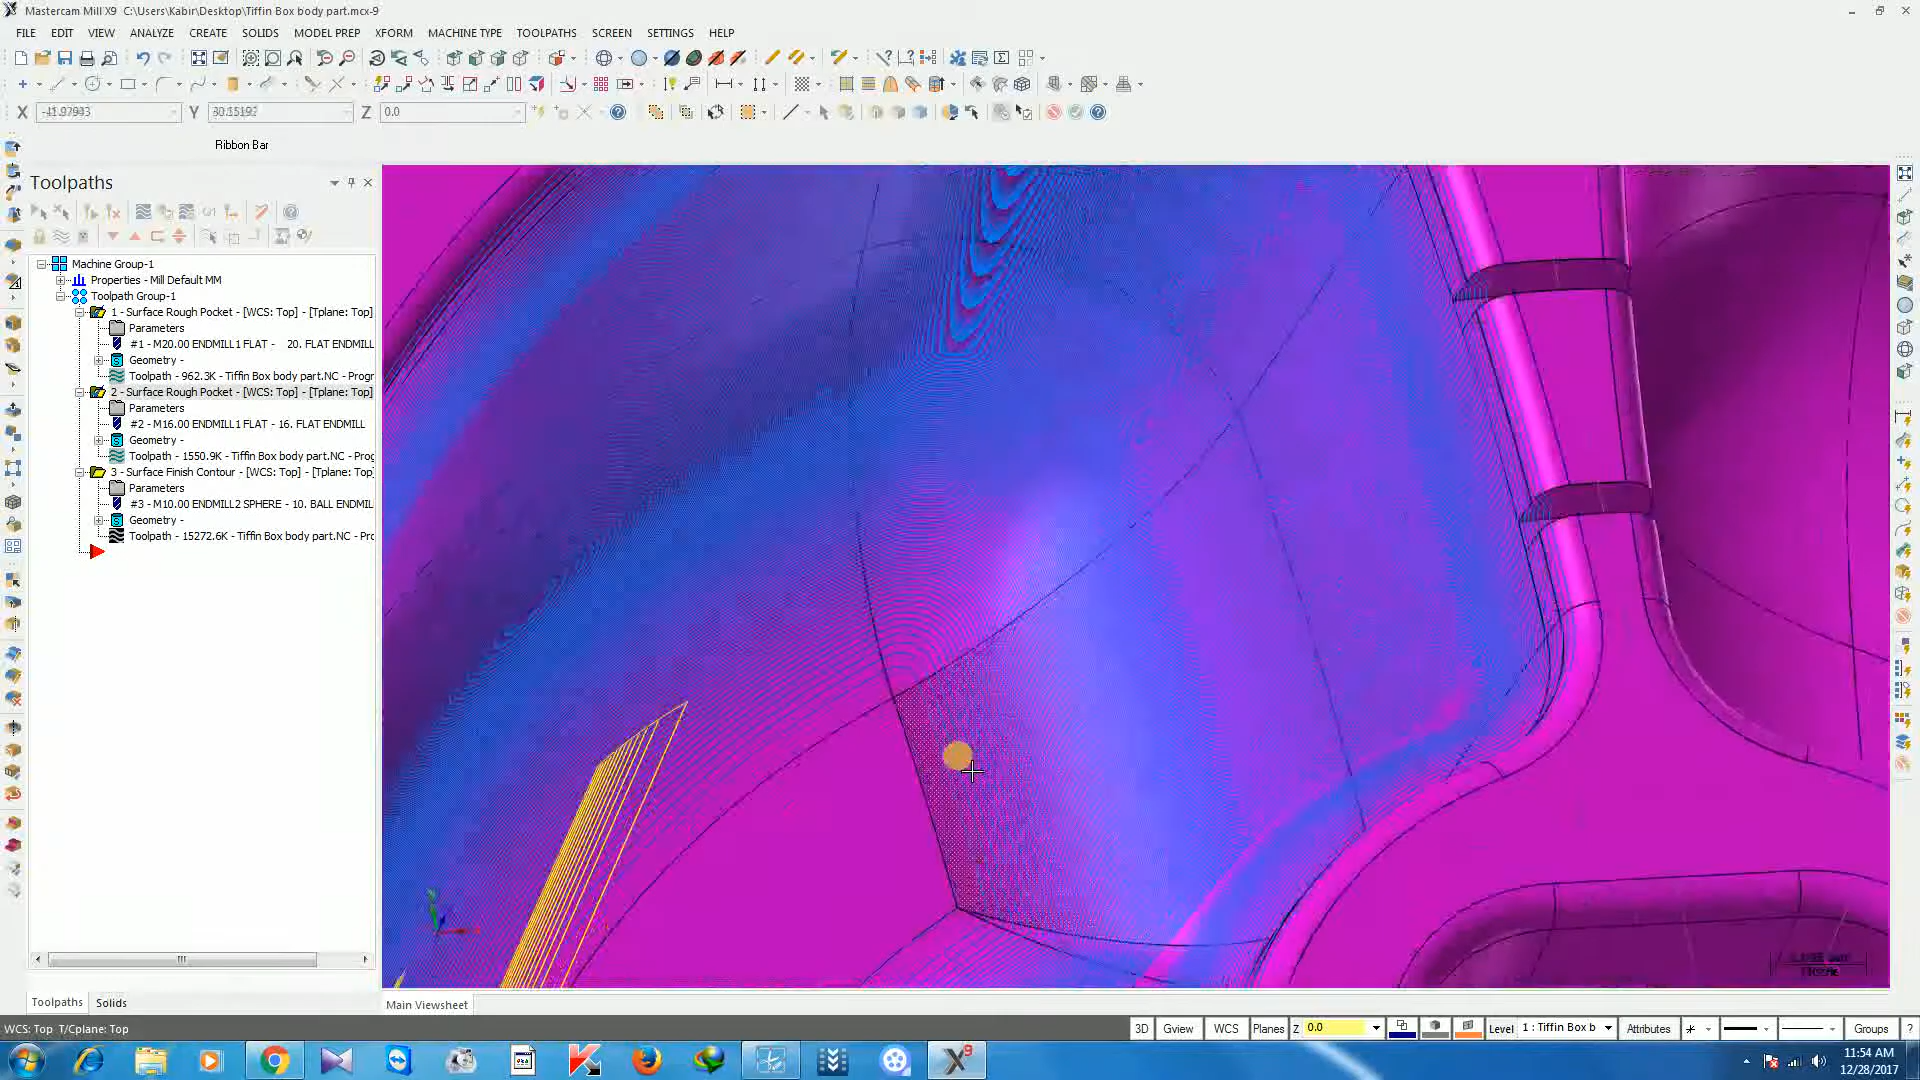 Mastercam Mill X9 C:\Users\Kabir\Desktop\Tiffin Box body part.mcx-9
FILE EDIT VIEW ANALYZE CREATE SOLIDS MODEL PREP XFORM MACHINE TYPE TOOLPATHS SCREEN SETTINGS HELP
X -41.97943 Y 30.55192 Z 0.0
Ribbon Bar
Toolpaths
Machine Group-1
Properties - Mill Default MM
Toolpath Group-1
1 - Surface Rough Pocket - [WCS: Top] - [Tplane: Top]
Parameters
#1 - M20.00 ENDMILL1 FLAT - 20. FLAT ENDMILL
Geometry -
Toolpath - 962.3K - Tiffin Box body part.NC - Progr
2 - Surface Rough Pocket - [WCS: Top] - [Tplane: Top]
Parameters
#2 - M16.00 ENDMILL1 FLAT - 16. FLAT ENDMILL
Geometry -
Toolpath - 1550.9K - Tiffin Box body part.NC - Prog
3 - Surface Finish Contour - [WCS: Top] - [Tplane: Top]
Parameters
#3 - M10.00 ENDMILL2 SPHERE - 10. BALL ENDMIL
Geometry -
Toolpath - 15272.6K - Tiffin Box body part.NC - Prc
Toolpaths Solids
Main Viewsheet
WCS: Top T/Cplane: Top
3D Gview WCS Planes Z 0.0 Level 1 : Tiffin Box b Attributes Groups ?
11:54 AM
12/28/2017